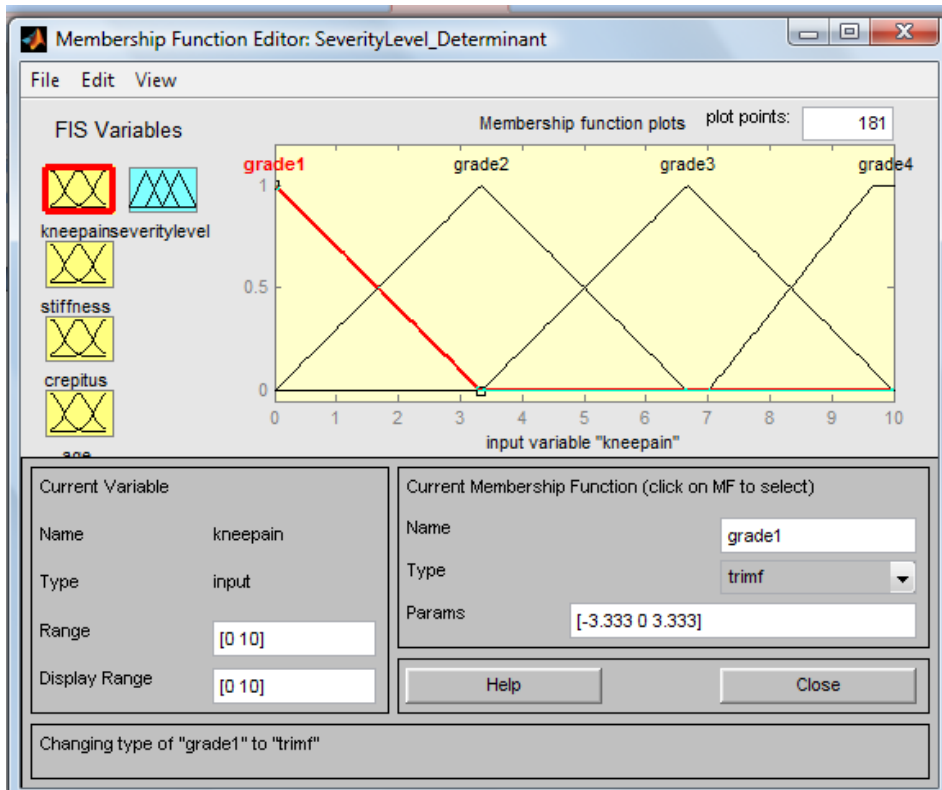 Membership Function Editor: SeverityLevel_Determinant
File Edit View
FIS Variables
Membership function plots
plot points:
181
kneepain
severitylevel
stiffness
crepitus
age
grade1
grade2
grade3
grade4
1
0.5
0
0 1 2 3 4 5 6 7 8 9 10
input variable "kneepain"
Current Variable
Name kneepain
Type input
Range [0 10]
Display Range [0 10]
Current Membership Function (click on MF to select)
Name grade1
Type trimf
Params [-3.333 0 3.333]
Help
Close
Changing type of "grade1" to "trimf"